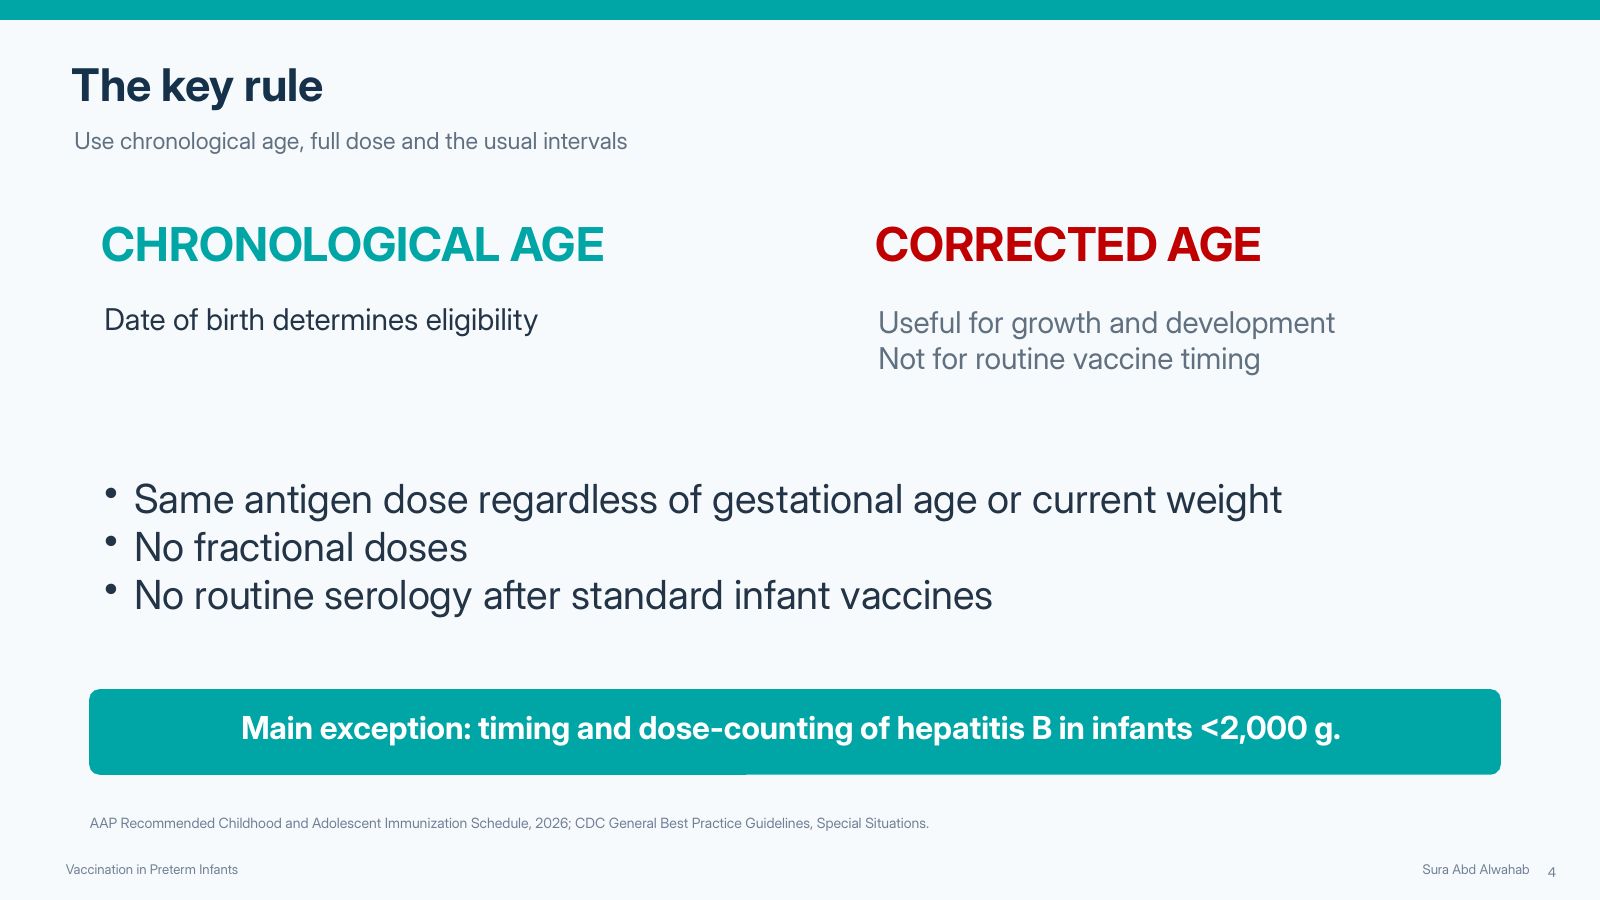 The key rule
Use chronological age, full dose and the usual intervals
CHRONOLOGICAL AGE
Date of birth determines eligibility
CORRECTED AGE
Useful for growth and development
Not for routine vaccine timing
• Same antigen dose regardless of gestational age or current weight
• No fractional doses
• No routine serology after standard infant vaccines
Main exception: timing and dose-counting of hepatitis B in infants <2,000 g.
AAP Recommended Childhood and Adolescent Immunization Schedule, 2026; CDC General Best Practice Guidelines, Special Situations.
Vaccination in Preterm Infants
Sura Abd Alwahab 4